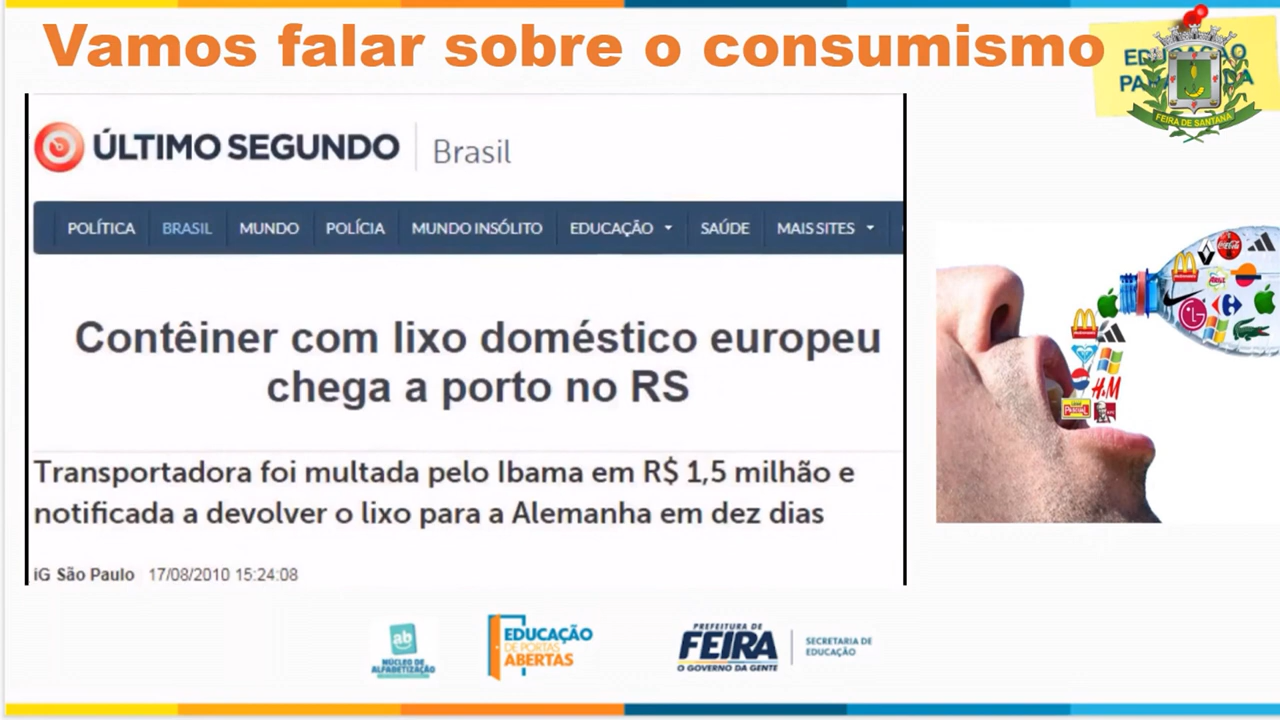 Vamos falar sobre o consumismo
FEIRA DE SANTANA
ÚLTIMO SEGUNDO Brasil
POLÍTICA BRASIL MUNDO POLÍCIA MUNDO INSÓLITO EDUCAÇÃO SAÚDE MAIS SITES
Contêiner com lixo doméstico europeu
chega a porto no RS
Transportadora foi multada pelo Ibama em R$ 1,5 milhão e
notificada a devolver o lixo para a Alemanha em dez dias
iG São Paulo 17/08/2010 15:24:08
H&M
LG
ab
NÚCLEO DE
ALFABETIZAÇÃO
EDUCAÇÃO
DE PORTAS
ABERTAS
PREFEITURA DE
FEIRA
O GOVERNO DA GENTE
SECRETARIA DE
EDUCAÇÃO